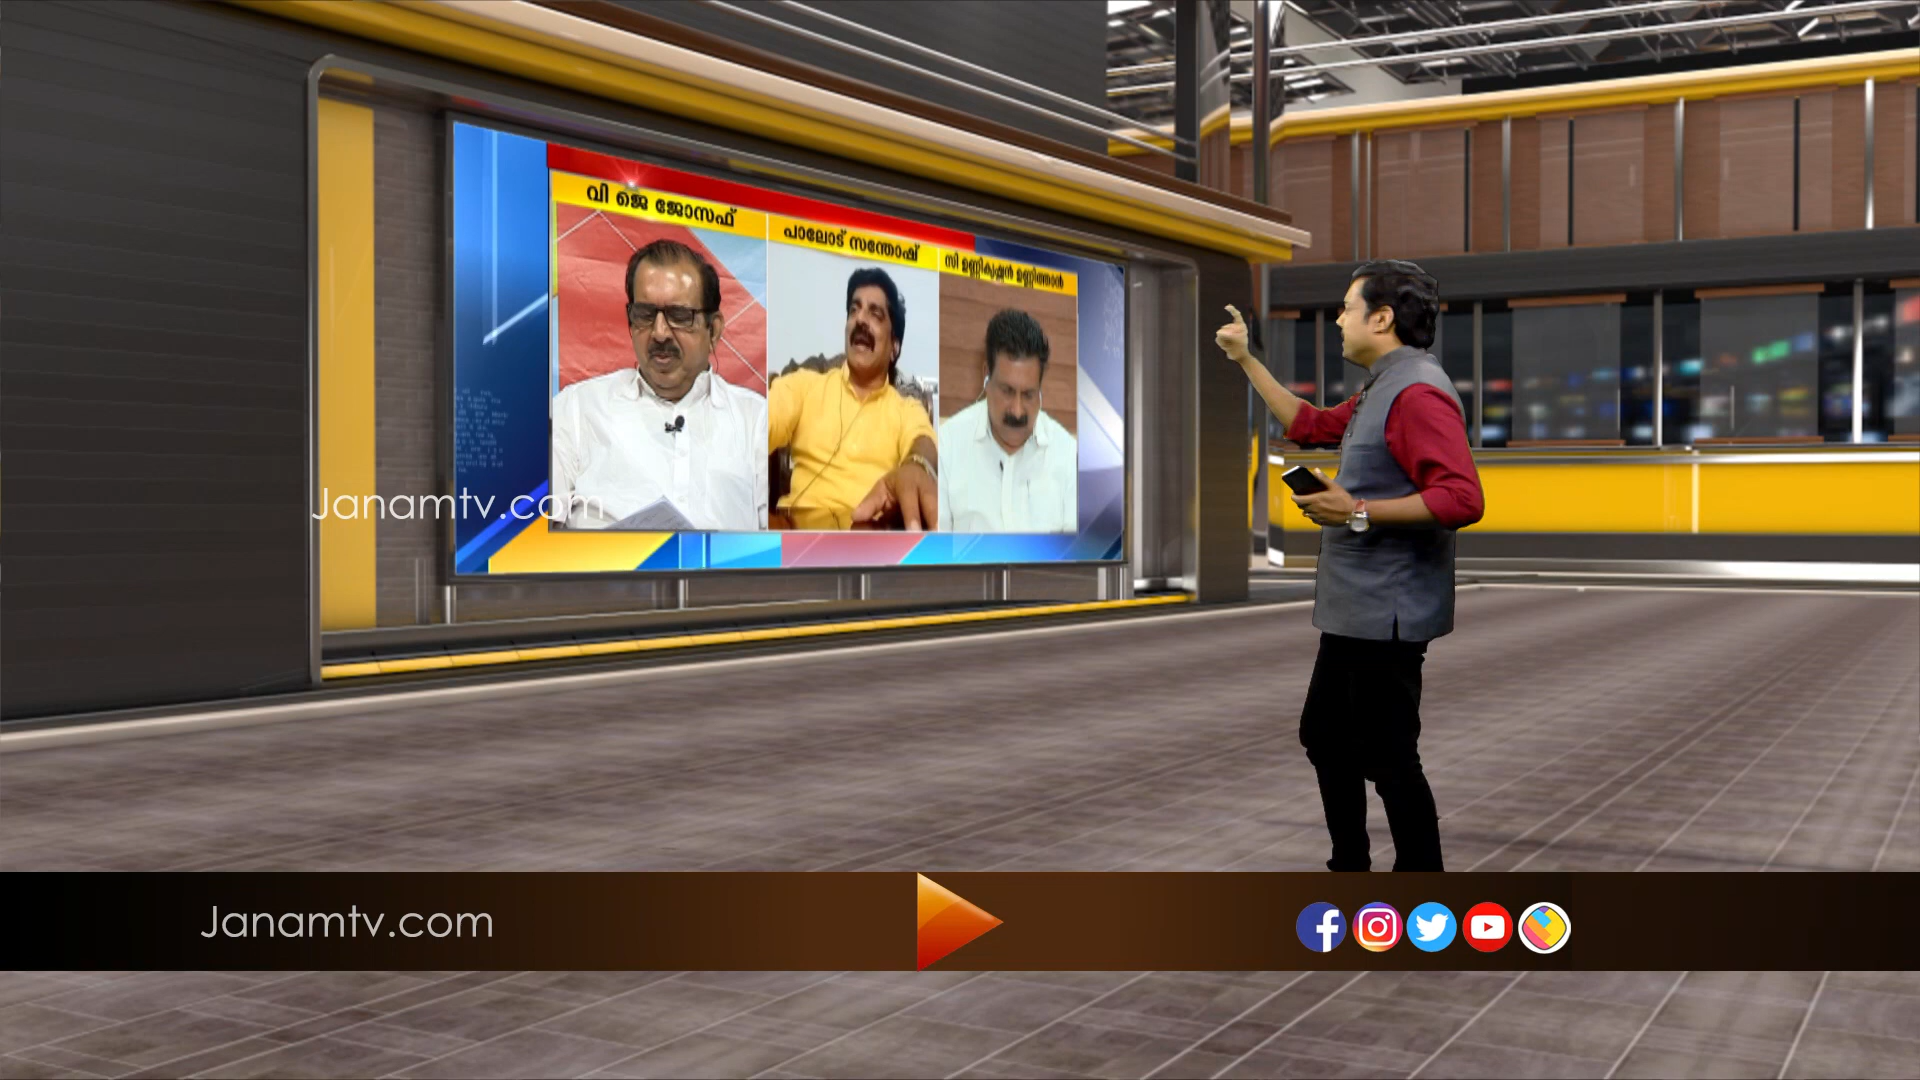 വി ജെ ജോസഫ്
പാലോട് സന്തോഷ്
സി ഉണ്ണികൃഷ്ണൻ ഉണ്ണിത്താൻ
Janamtv.com
Janamtv.com